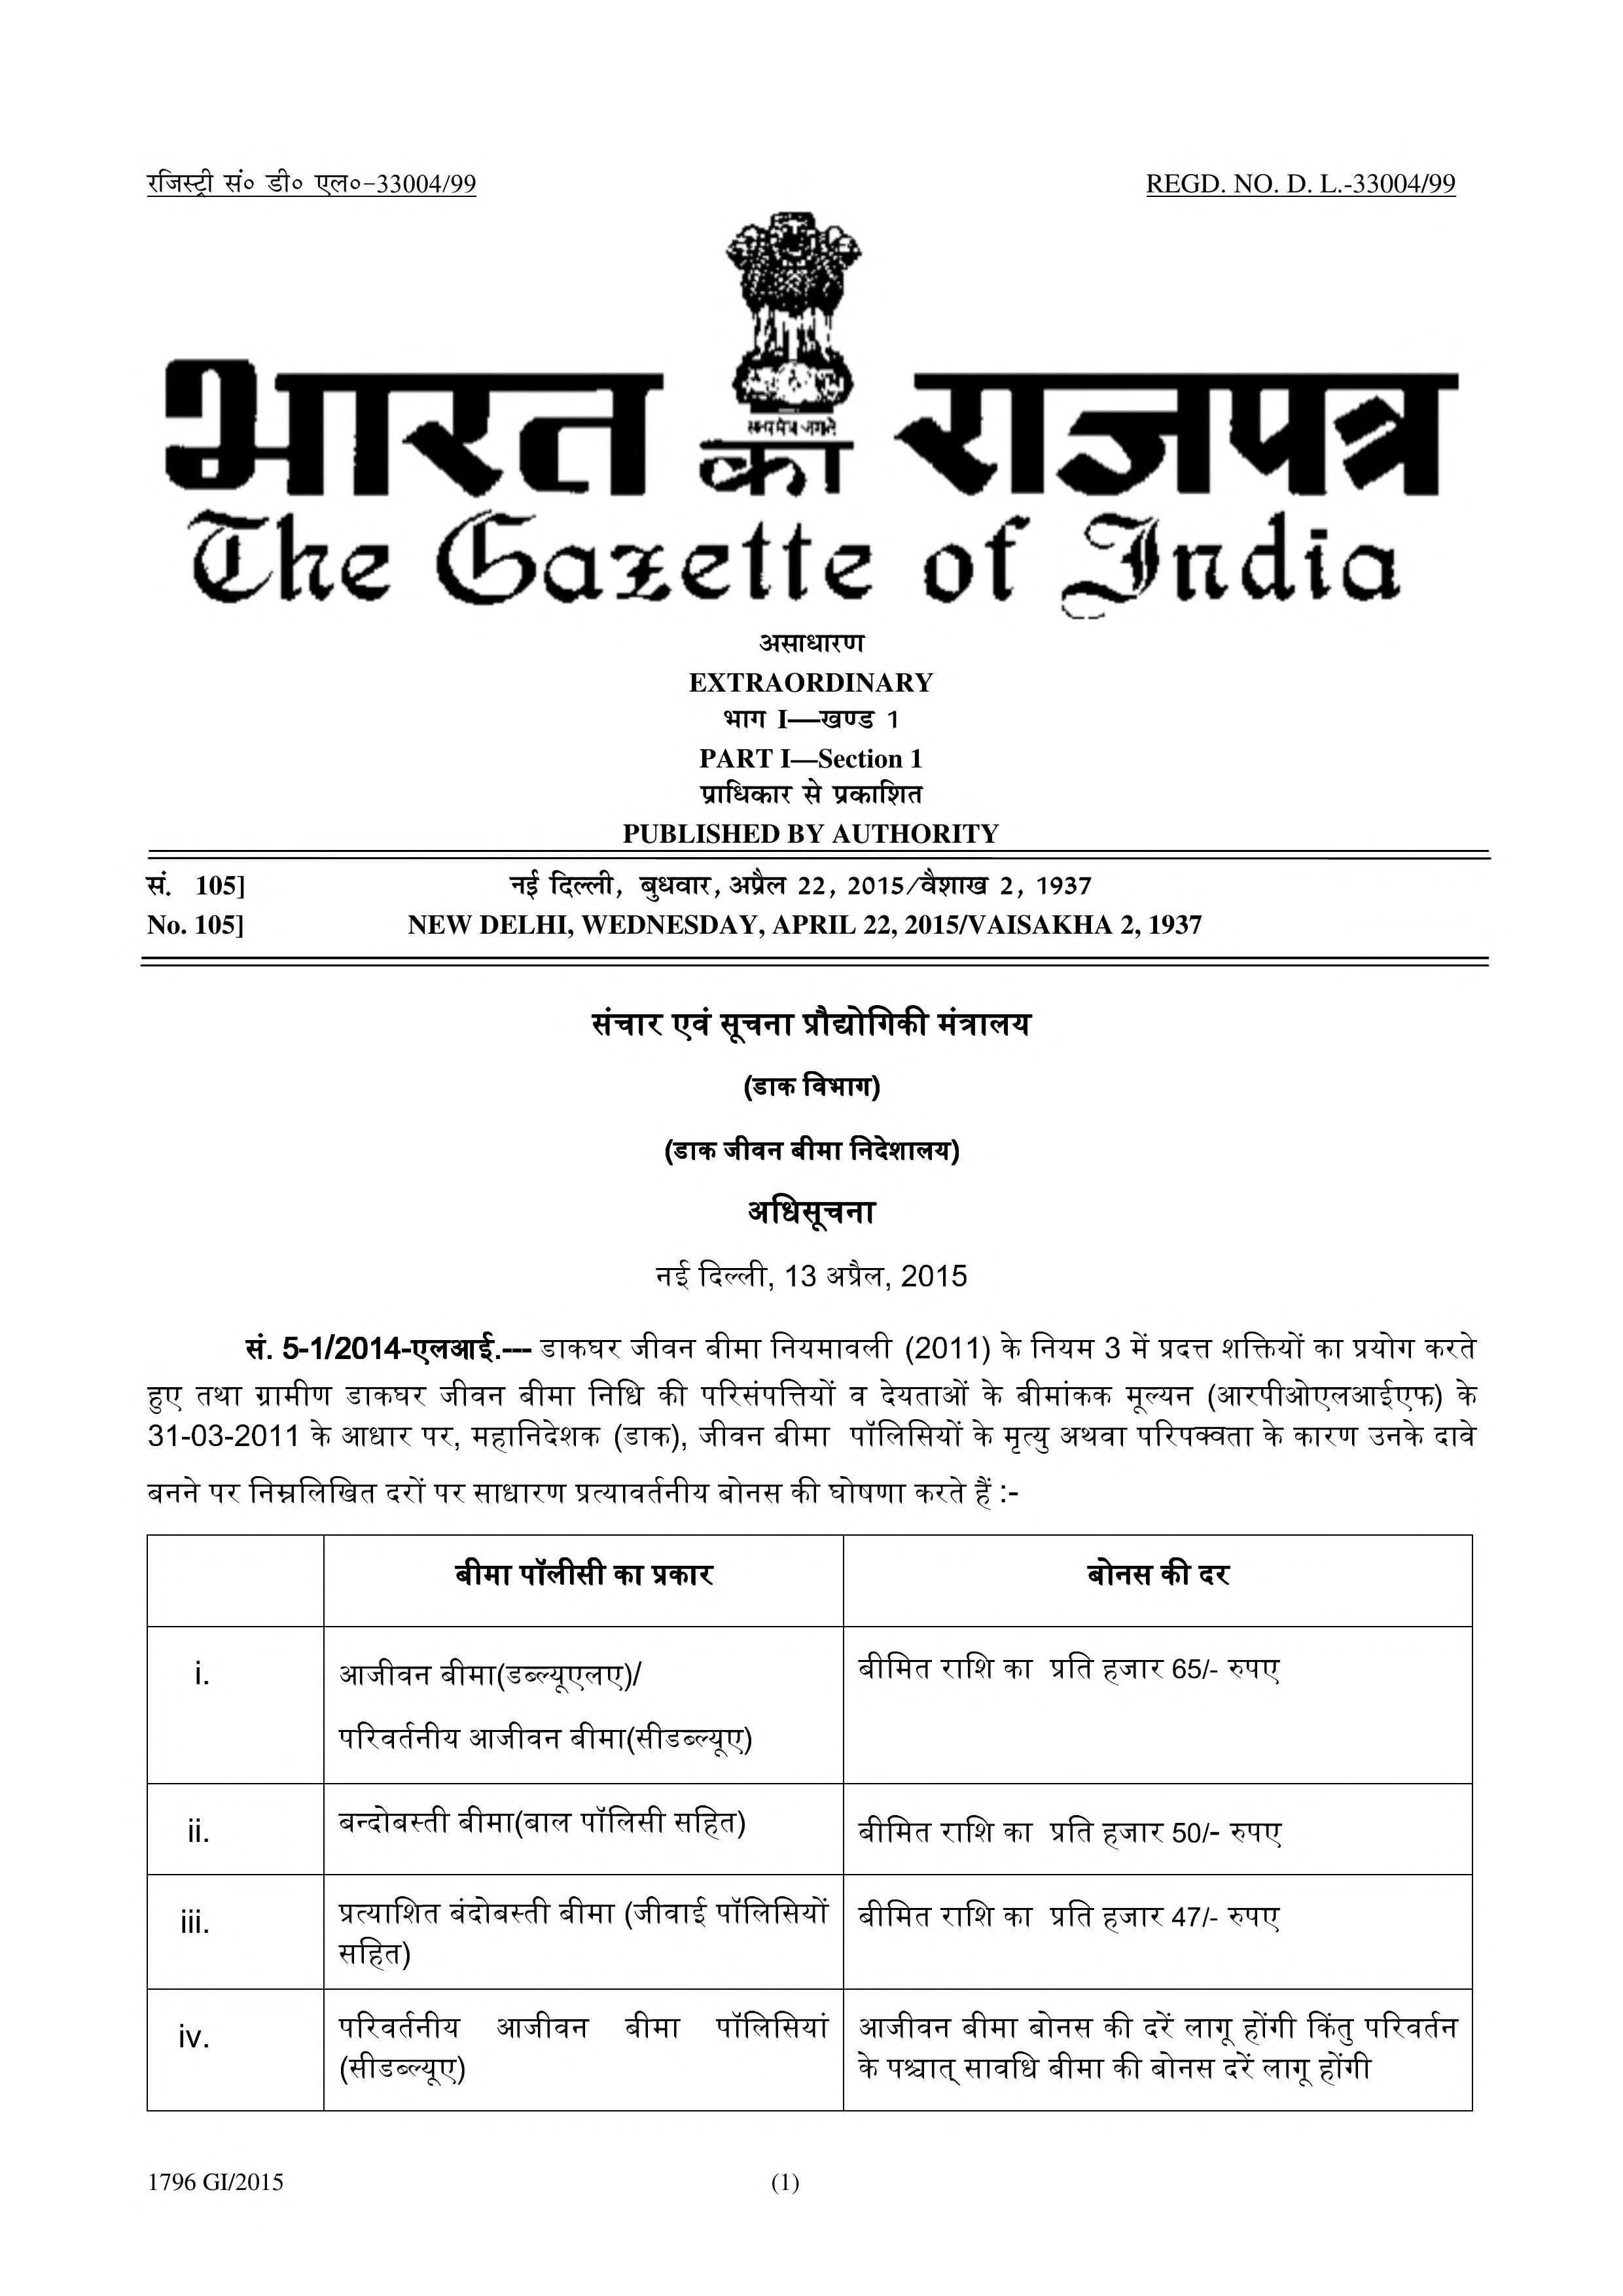 रजिस्ट्री सं० डी० एल०-33004/99
REGD. NO. D. L.-33004/99
सत्यमेव जयते
भारत का राजपत्र
The Gazette of India
असाधारण
EXTRAORDINARY
भाग I—खण्ड 1
PART I—Section 1
प्राधिकार से प्रकाशित
PUBLISHED BY AUTHORITY
सं. 105]
नई दिल्ली, बुधवार, अप्रैल 22, 2015/वैशाख 2, 1937
No. 105]
NEW DELHI, WEDNESDAY, APRIL 22, 2015/VAISAKHA 2, 1937
संचार एवं सूचना प्रौद्योगिकी मंत्रालय
(डाक विभाग)
(डाक जीवन बीमा निदेशालय)
अधिसूचना
नई दिल्ली, 13 अप्रैल, 2015
सं. 5-1/2014-एलआई.--- डाकघर जीवन बीमा नियमावली (2011) के नियम 3 में प्रदत्त शक्तियों का प्रयोग करते
हुए तथा ग्रामीण डाकघर जीवन बीमा निधि की परिसंपत्तियों व देयताओं के बीमांकक मूल्यन (आरपीओएलआईएफ) के
31-03-2011 के आधार पर, महानिदेशक (डाक), जीवन बीमा पॉलिसियों के मृत्यु अथवा परिपक्वता के कारण उनके दावे
बनने पर निम्नलिखित दरों पर साधारण प्रत्यावर्तनीय बोनस की घोषणा करते हैं :-
बीमा पॉलीसी का प्रकार
बोनस की दर
i.
आजीवन बीमा(डब्ल्यूएलए)/
परिवर्तनीय आजीवन बीमा(सीडब्ल्यूए)
बीमित राशि का प्रति हजार 65/- रुपए
ii.
बन्दोबस्ती बीमा(बाल पॉलिसी सहित)
बीमित राशि का प्रति हजार 50/- रुपए
iii.
प्रत्याशित बंदोबस्ती बीमा (जीवाई पॉलिसियों
सहित)
बीमित राशि का प्रति हजार 47/- रुपए
iv.
परिवर्तनीय आजीवन बीमा पॉलिसियां
(सीडब्ल्यूए)
आजीवन बीमा बोनस की दरें लागू होंगी किंतु परिवर्तन
के पश्चात् सावधि बीमा की बोनस दरें लागू होंगी
1796 GI/2015
(1)